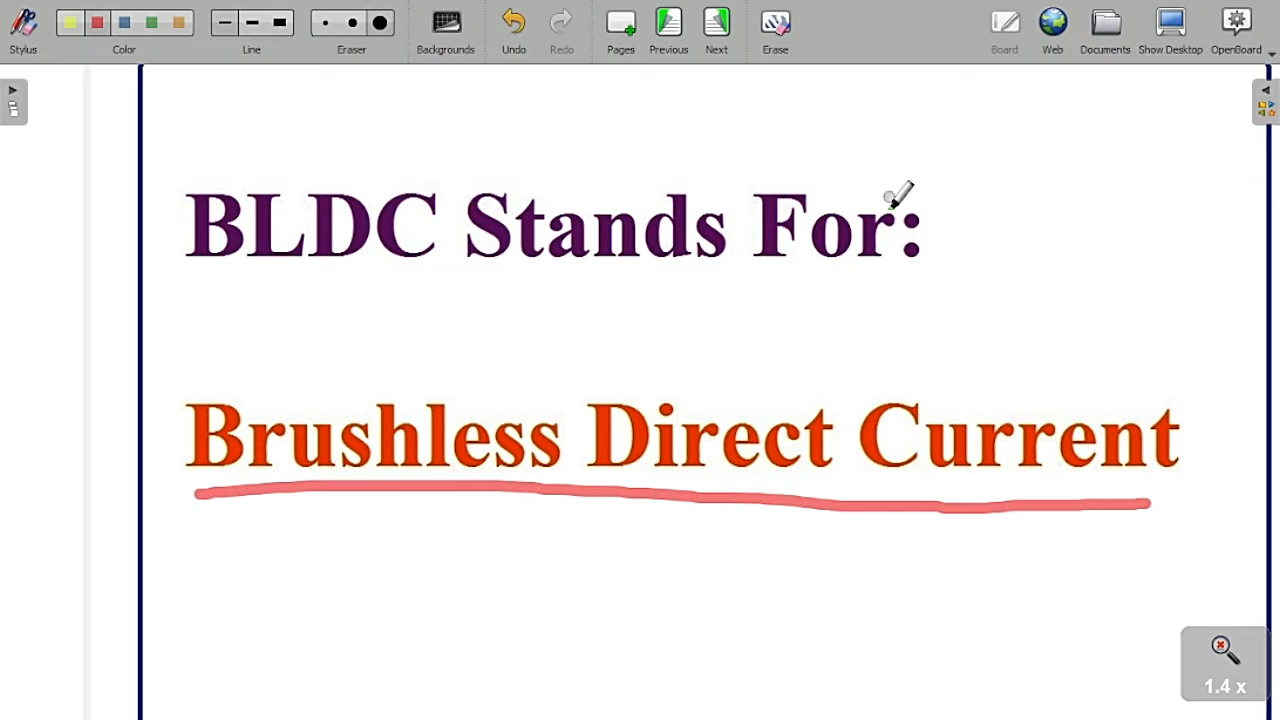 Stylus Color Line Eraser Backgrounds Undo Redo Pages Previous Next Erase Board Web Documents Show Desktop OpenBoard
BLDC Stands For:
Brushless Direct Current
1.4 x